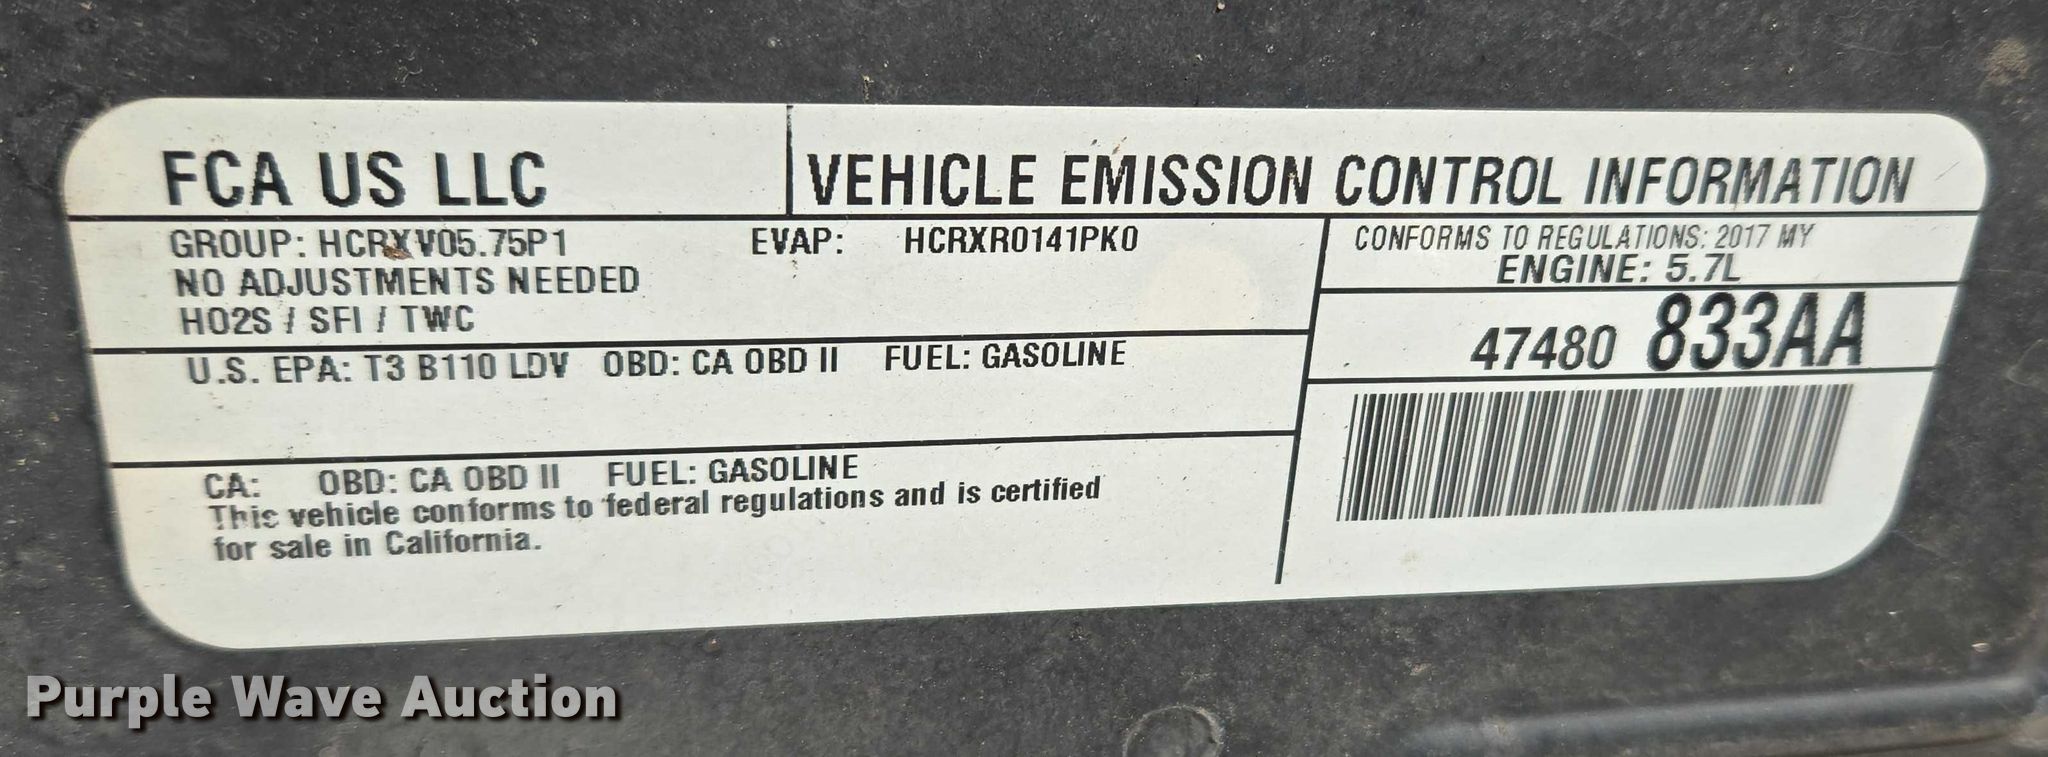 FCA US LLC
VEHICLE EMISSION CONTROL INFORMATION
GROUP: HCRXV05.75P1 EVAP: HCRXR0141PK0
NO ADJUSTMENTS NEEDED
HO2S / SFI / TWC
CONFORMS TO REGULATIONS: 2017 MY
ENGINE: 5.7L
47480 833AA
U.S. EPA: T3 B110 LDV OBD: CA OBD II FUEL: GASOLINE
CA: OBD: CA OBD II FUEL: GASOLINE
This vehicle conforms to federal regulations and is certified
for sale in California.
Purple Wave Auction